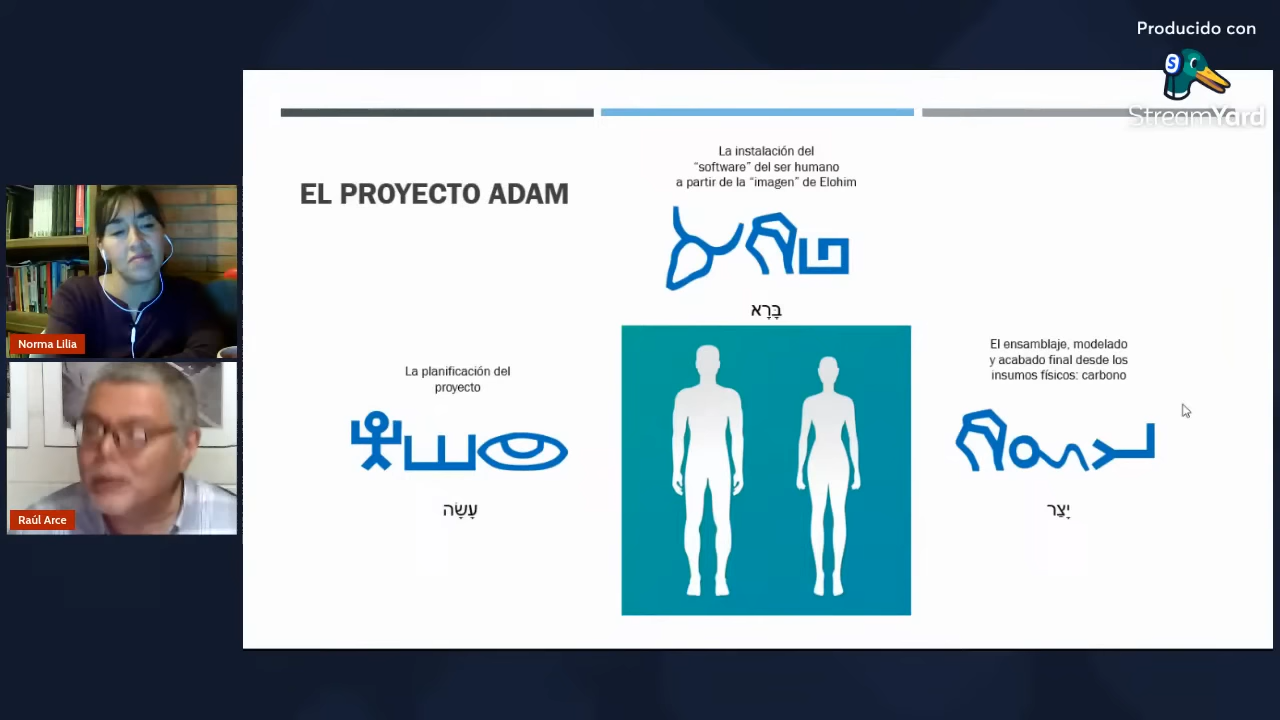 Producido con
StreamYard
EL PROYECTO ADAM
La instalación del
“software” del ser humano
a partir de la “imagen” de Elohim
בָּרָא
La planificación del
proyecto
עָשָׂה
El ensamblaje, modelado
y acabado final desde los
insumos físicos: carbono
יָצַר
Norma Lilia
Raúl Arce